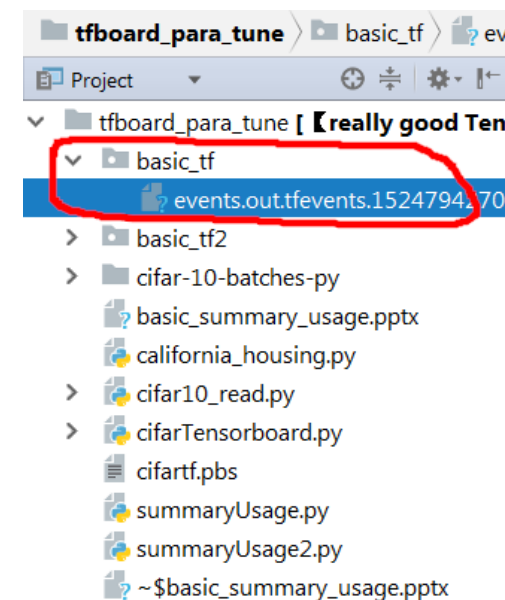 tfboard_para_tune basic_tf ev
Project
tfboard_para_tune [【really good Ten
basic_tf
events.out.tfevents.1524794270
basic_tf2
cifar-10-batches-py
basic_summary_usage.pptx
california_housing.py
cifar10_read.py
cifarTensorboard.py
cifartf.pbs
summaryUsage.py
summaryUsage2.py
~$basic_summary_usage.pptx